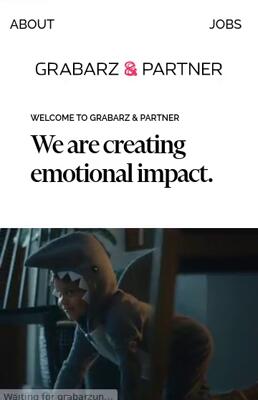 ABOUT JOBS
GRABARZ & PARTNER
WELCOME TO GRABARZ & PARTNER
We are creating
emotional impact.
Waiting for grabarzun...